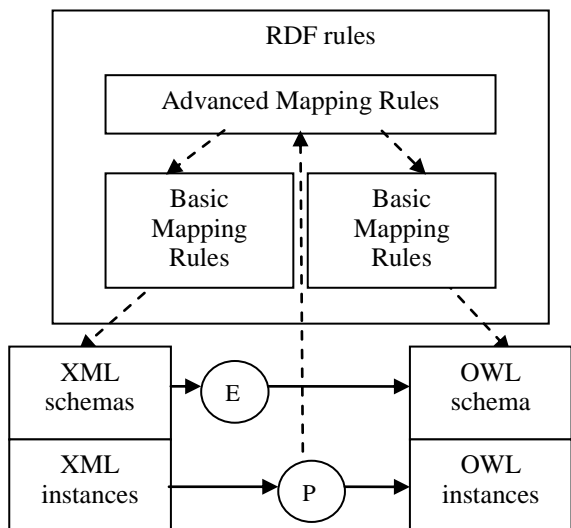 RDF rules
Advanced Mapping Rules
Basic
Mapping
Rules
Basic
Mapping
Rules
XML
schemas
E
OWL
schema
XML
instances
P
OWL
instances